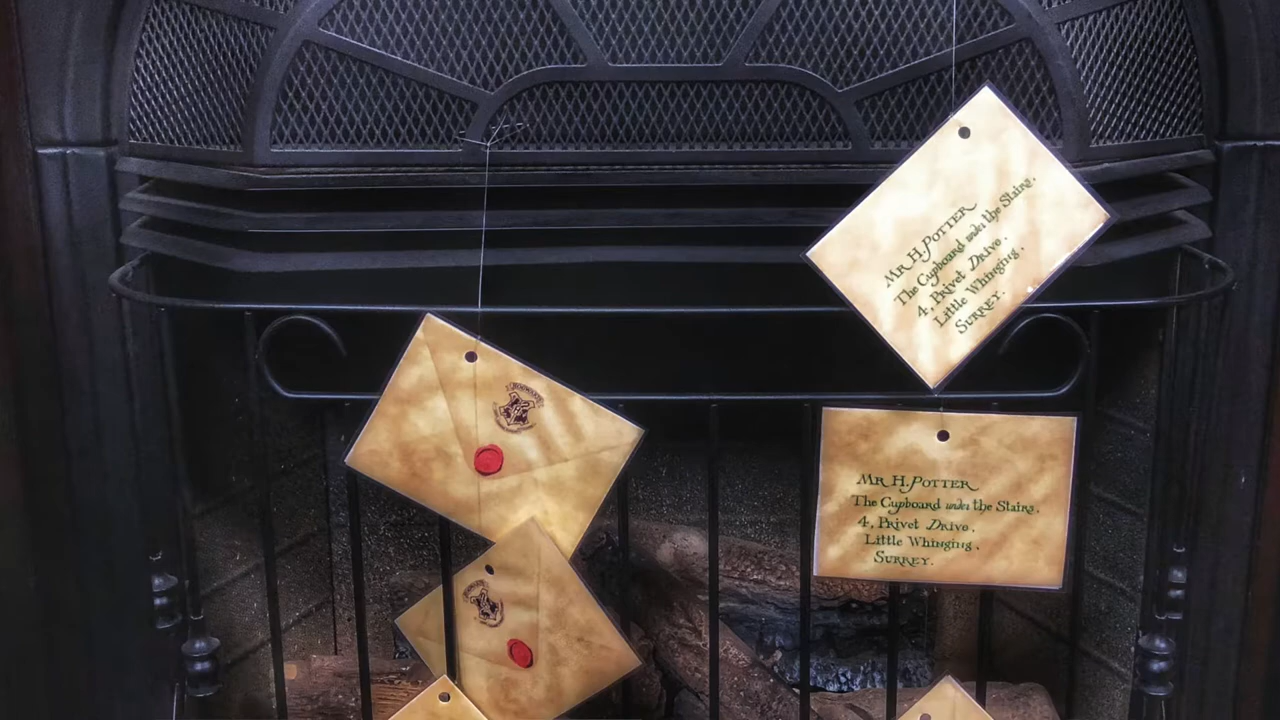 Mr H. Potter
The Cupboard under the Stairs,
4, Privet Drive,
Little Whinging,
Surrey.
Mr H. Potter
The Cupboard under the Stairs,
4, Privet Drive,
Little Whinging,
Surrey.